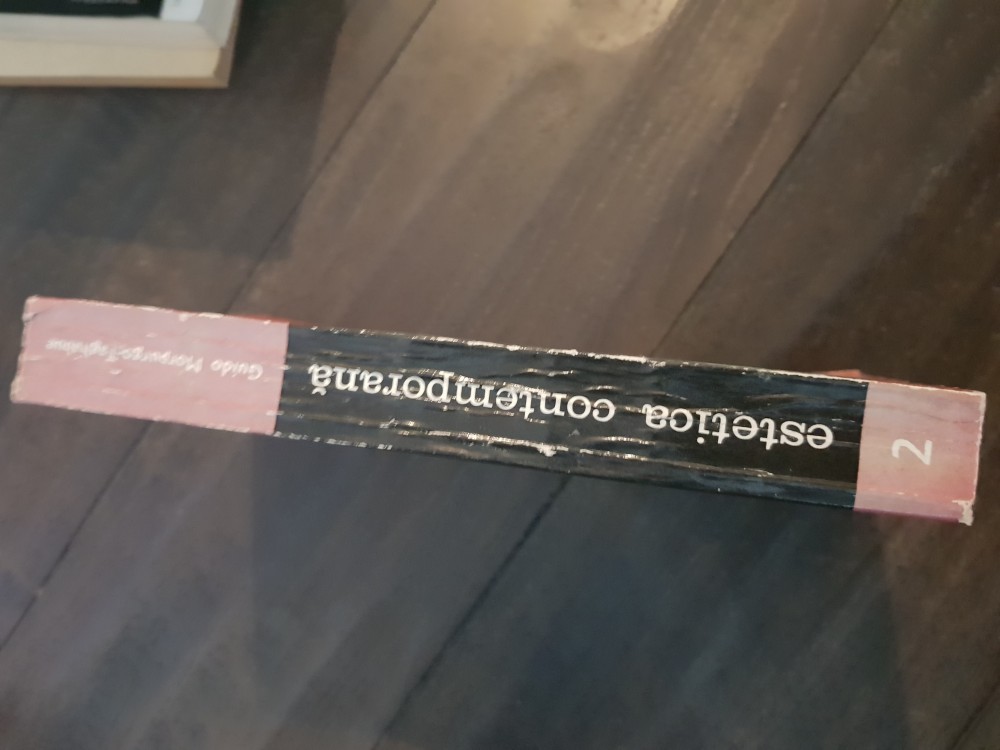 Guido Morpurgo-Tagliabue
estetica contemporană
2